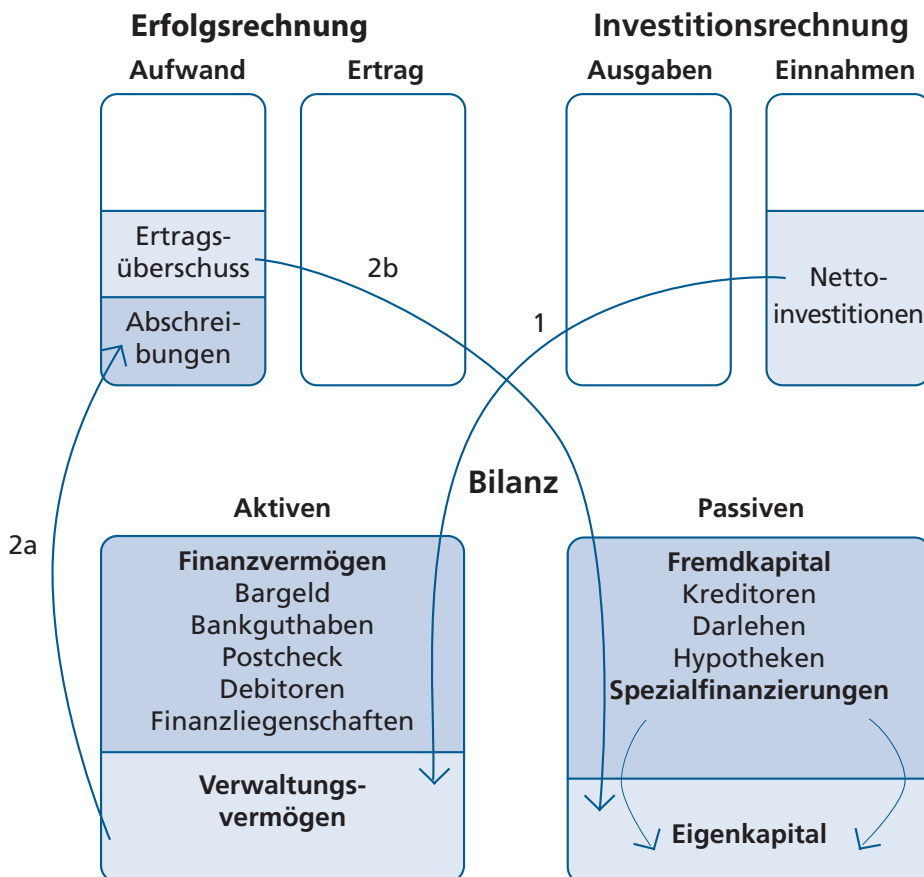 Erfolgsrechnung
Investitionsrechnung
Aufwand
Ertrag
Ausgaben
Einnahmen
Ertrags-
überschuss
Abschrei-
bungen
2b
1
Netto-
investitionen
2a
Bilanz
Aktiven
Passiven
Finanzvermögen
Bargeld
Bankguthaben
Postcheck
Debitoren
Finanzliegenschaften
Verwaltungs-
vermögen
Fremdkapital
Kreditoren
Darlehen
Hypotheken
Spezialfinanzierungen
Eigenkapital